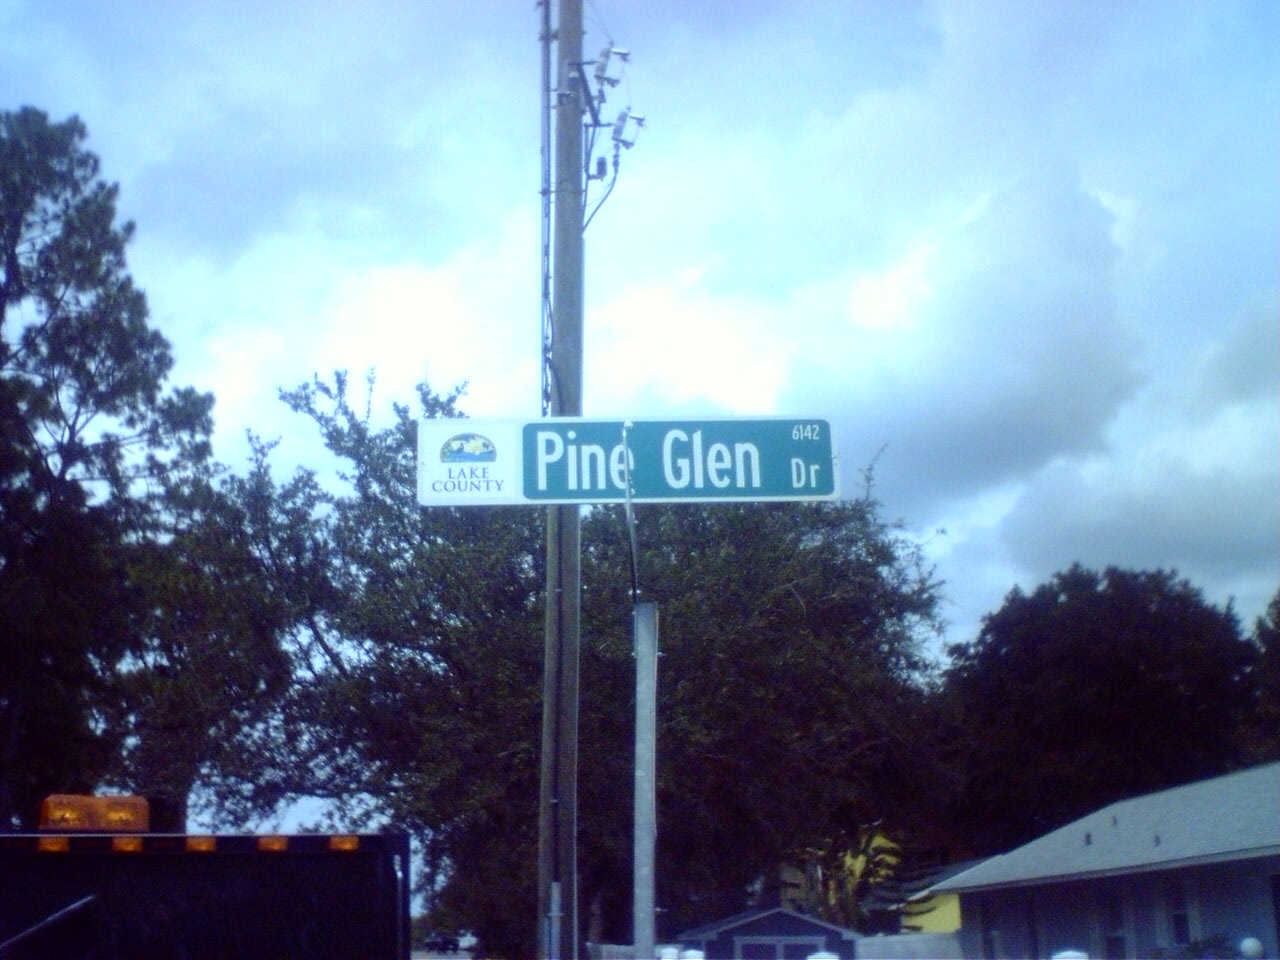 LAKE
COUNTY
Pine Glen Dr
6142